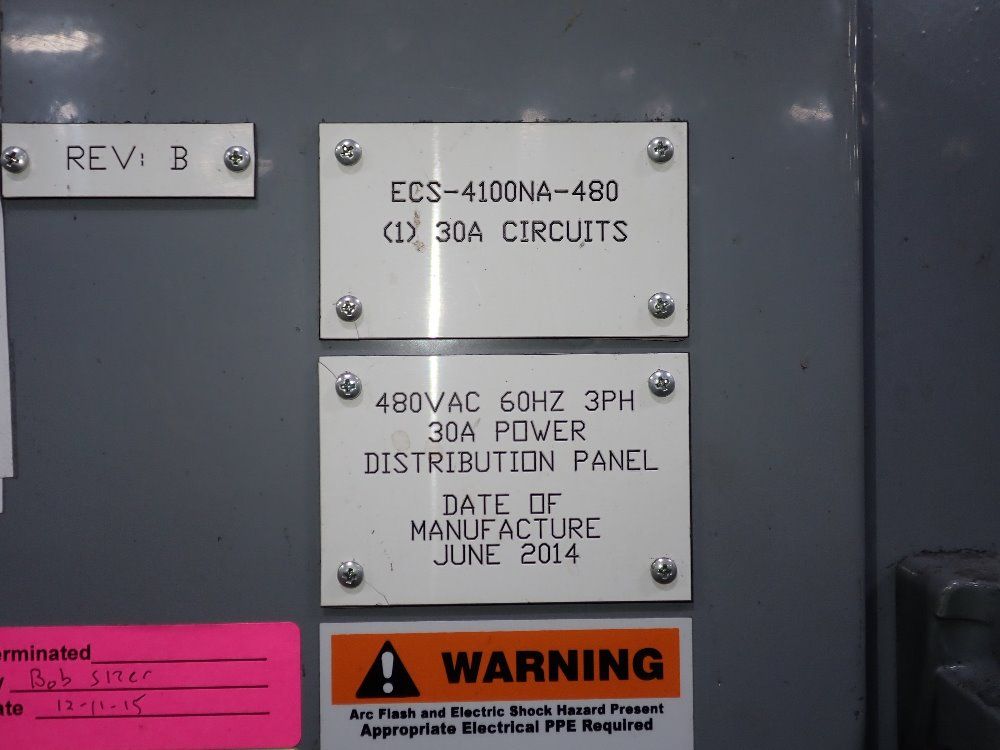 REV: B
ECS-4100NA-480
(1) 30A CIRCUITS
480VAC 60HZ 3PH
30A POWER
DISTRIBUTION PANEL
DATE OF
MANUFACTURE
JUNE 2014
erminated
y Bob
ate 12-11-15
WARNING
Arc Flash and Electric Shock Hazard Present
Appropriate Electrical PPE Required